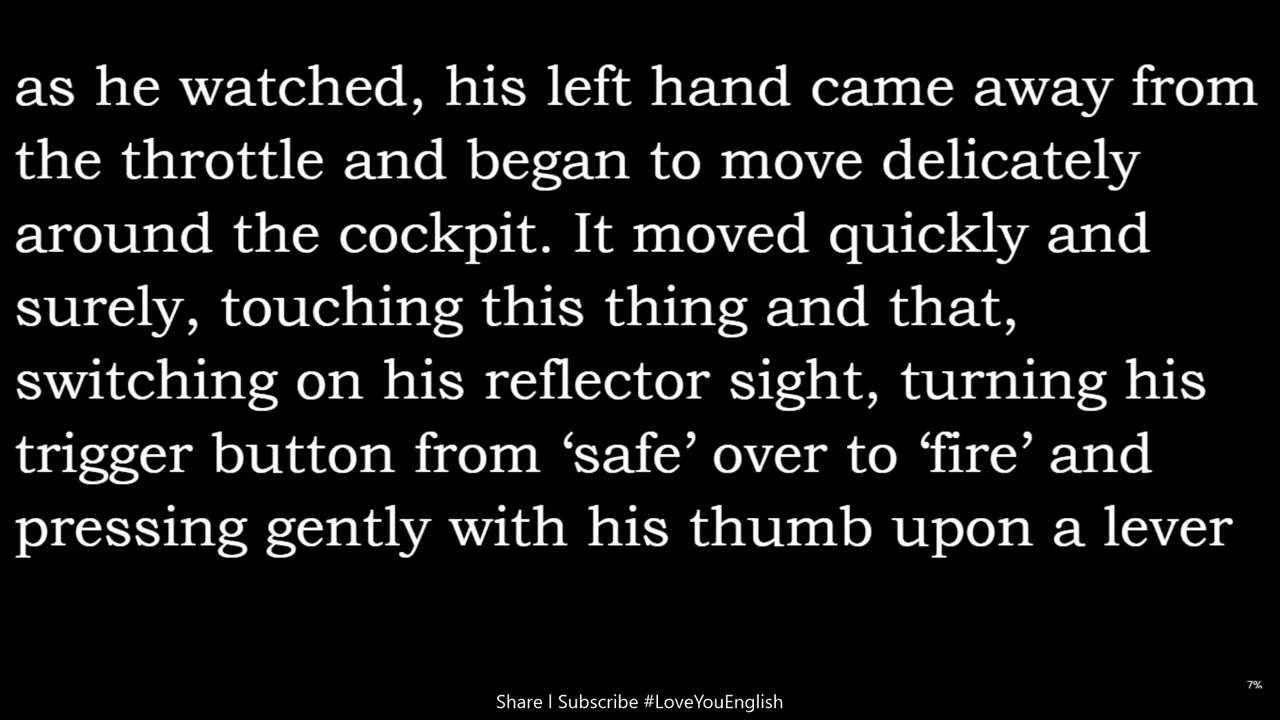 as he watched, his left hand came away from
the throttle and began to move delicately
around the cockpit. It moved quickly and
surely, touching this thing and that,
switching on his reflector sight, turning his
trigger button from ‘safe’ over to ‘fire’ and
pressing gently with his thumb upon a lever
7%
Share | Subscribe #LoveYouEnglish